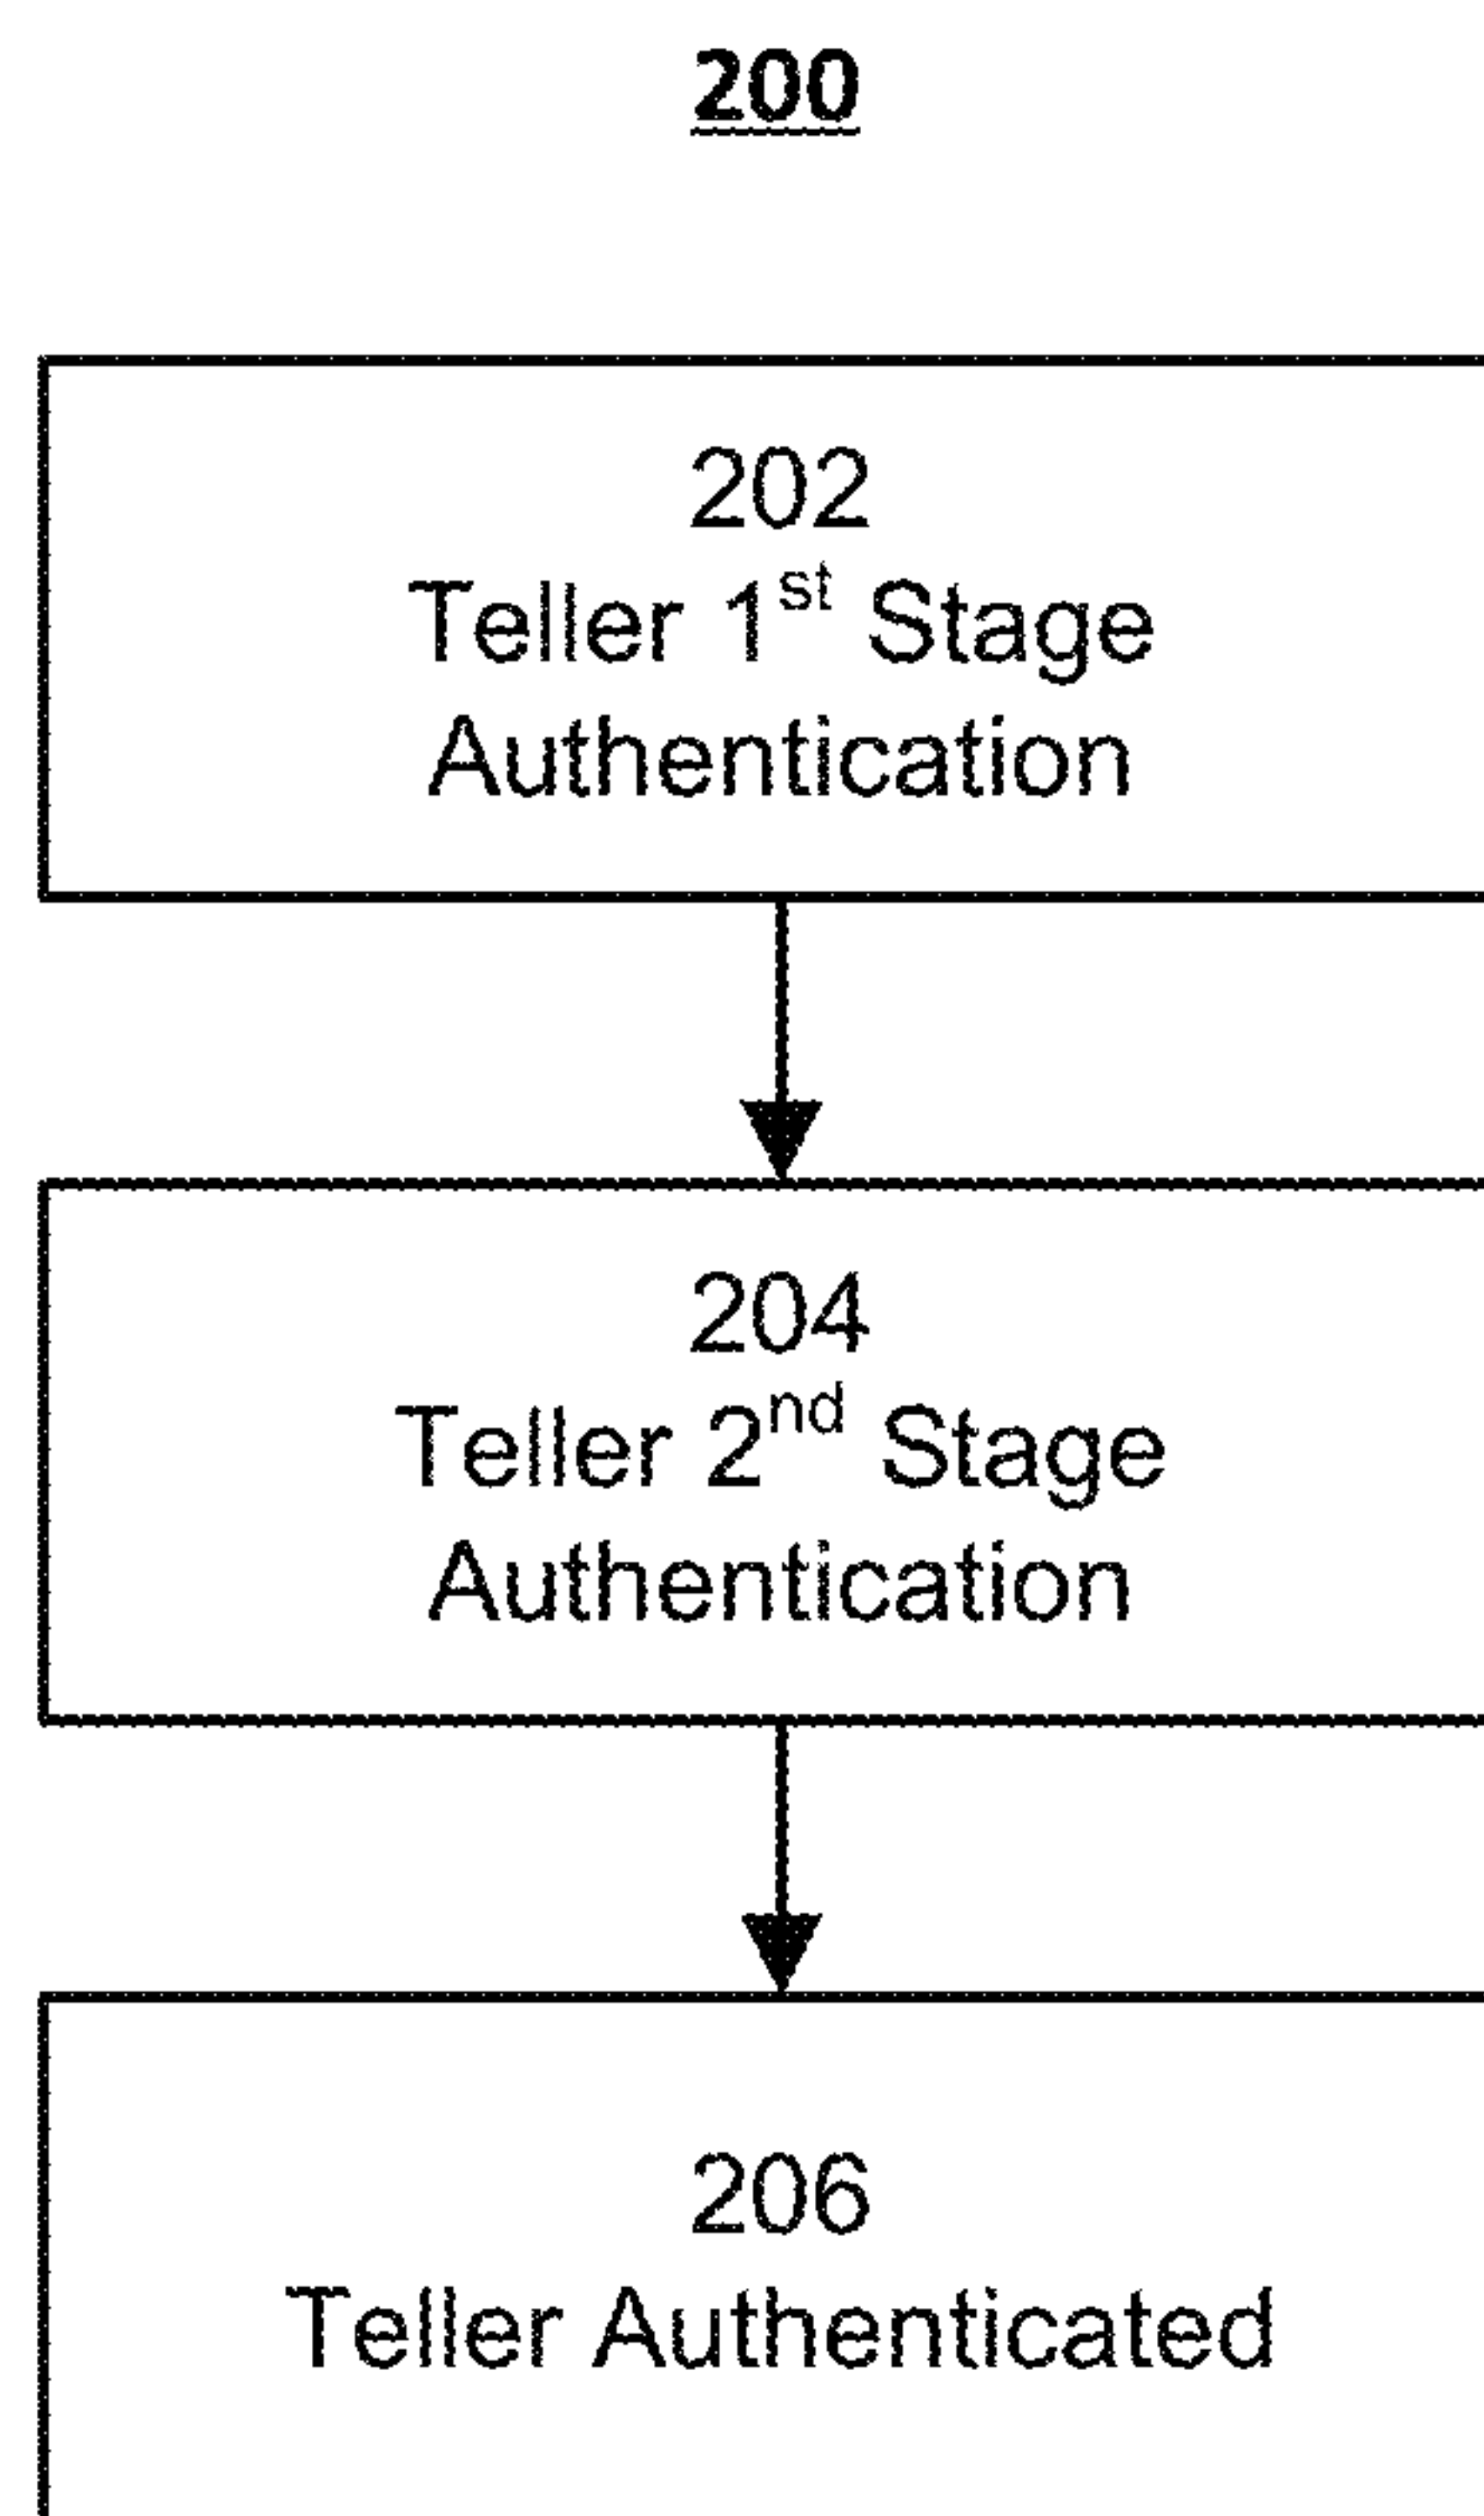 200
202
Teller 1st Stage
Authentication
204
Teller 2nd Stage
Authentication
206
Teller Authenticated